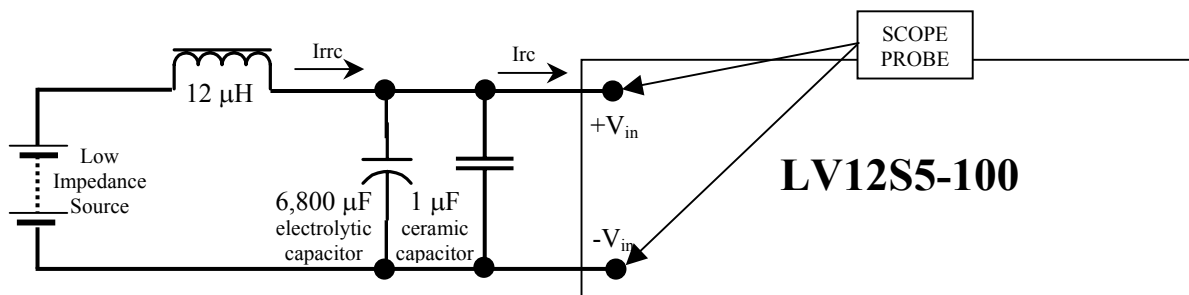 SCOPE
PROBE
Irrc
Irc
12 μH
+Vin
Low
Impedance
Source
LV12S5-100
6,800 μF
electrolytic
capacitor
1 μF
ceramic
capacitor
-Vin